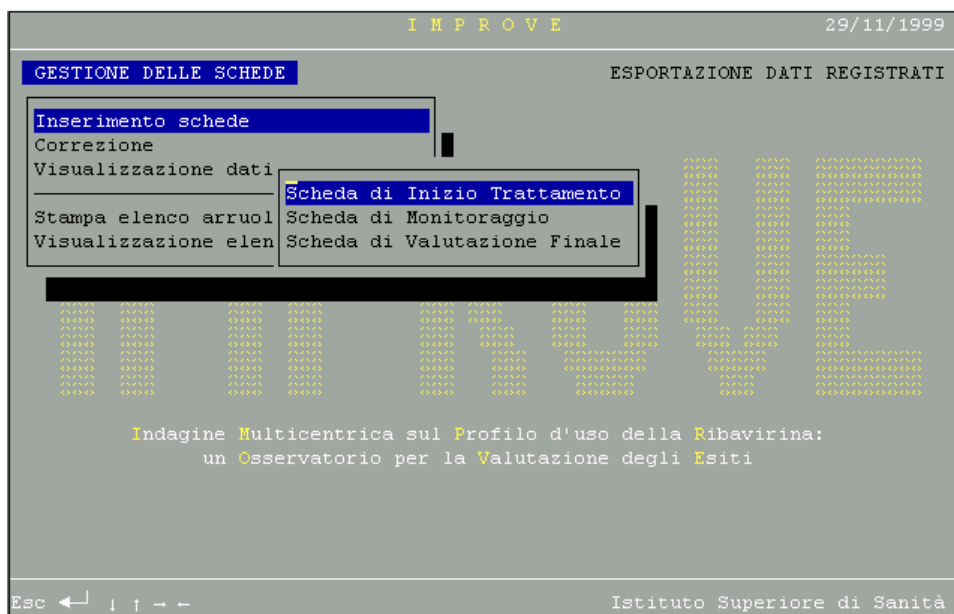 I M P R O V E 29/11/1999
GESTIONE DELLE SCHEDE ESPORTAZIONE DATI REGISTRATI
Inserimento schede
Correzione
Visualizzazione dati
Stampa elenco arruol
Visualizzazione elen
Scheda di Inizio Trattamento
Scheda di Monitoraggio
Scheda di Valutazione Finale
Indagine Multicentrica sul Profilo d'uso della Ribavirina:
un Osservatorio per la Valutazione degli Esiti
Esc ◄┘ ↓ ↑ → ← Istituto Superiore di Sanità